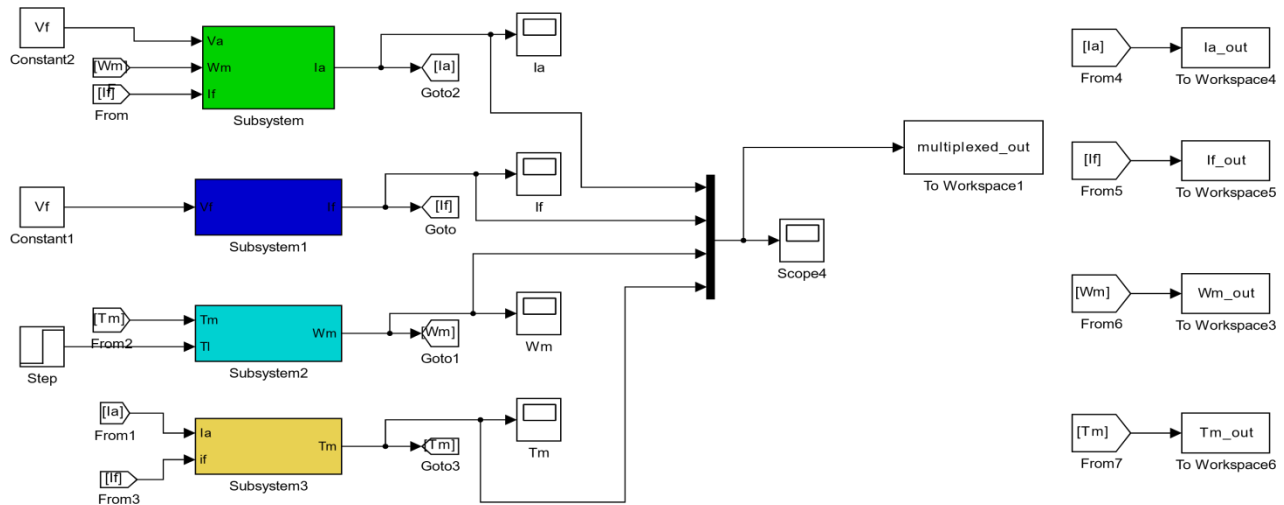 Vf
Constant2
[Wm]
[If]
From
Va
Wm
If
Ia
Subsystem
[Ia]
Goto2
Ia
Vf
Constant1
Vf
If
Subsystem1
[If]
Goto
If
[Tm]
From2
Step
Tm
Tl
Wm
Subsystem2
[Wm]
Goto1
Wm
[Ia]
From1
[If]
From3
Ia
if
Tm
Subsystem3
[Tm]
Goto3
Tm
Scope4
multiplexed_out
To Workspace1
[Ia]
From4
Ia_out
To Workspace4
[If]
From5
If_out
To Workspace5
[Wm]
From6
Wm_out
To Workspace3
[Tm]
From7
Tm_out
To Workspace6